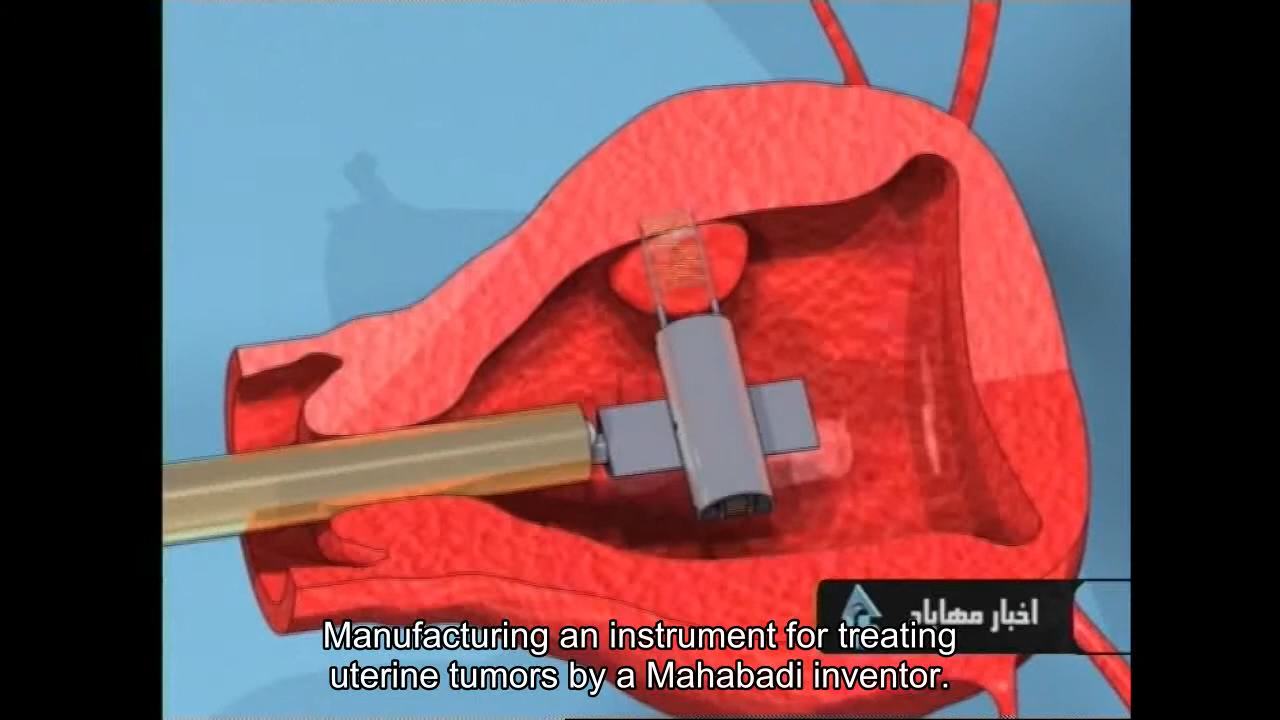 اخبار مهاباد
Manufacturing an instrument for treating
uterine tumors by a Mahabadi inventor.